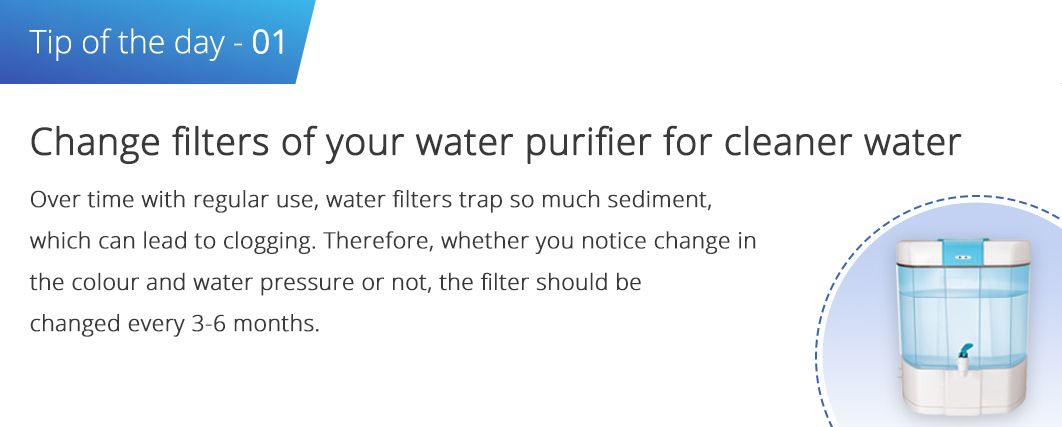 Tip of the day - 01
Change filters of your water purifier for cleaner water
Over time with regular use, water filters trap so much sediment,
which can lead to clogging. Therefore, whether you notice change in
the colour and water pressure or not, the filter should be
changed every 3-6 months.